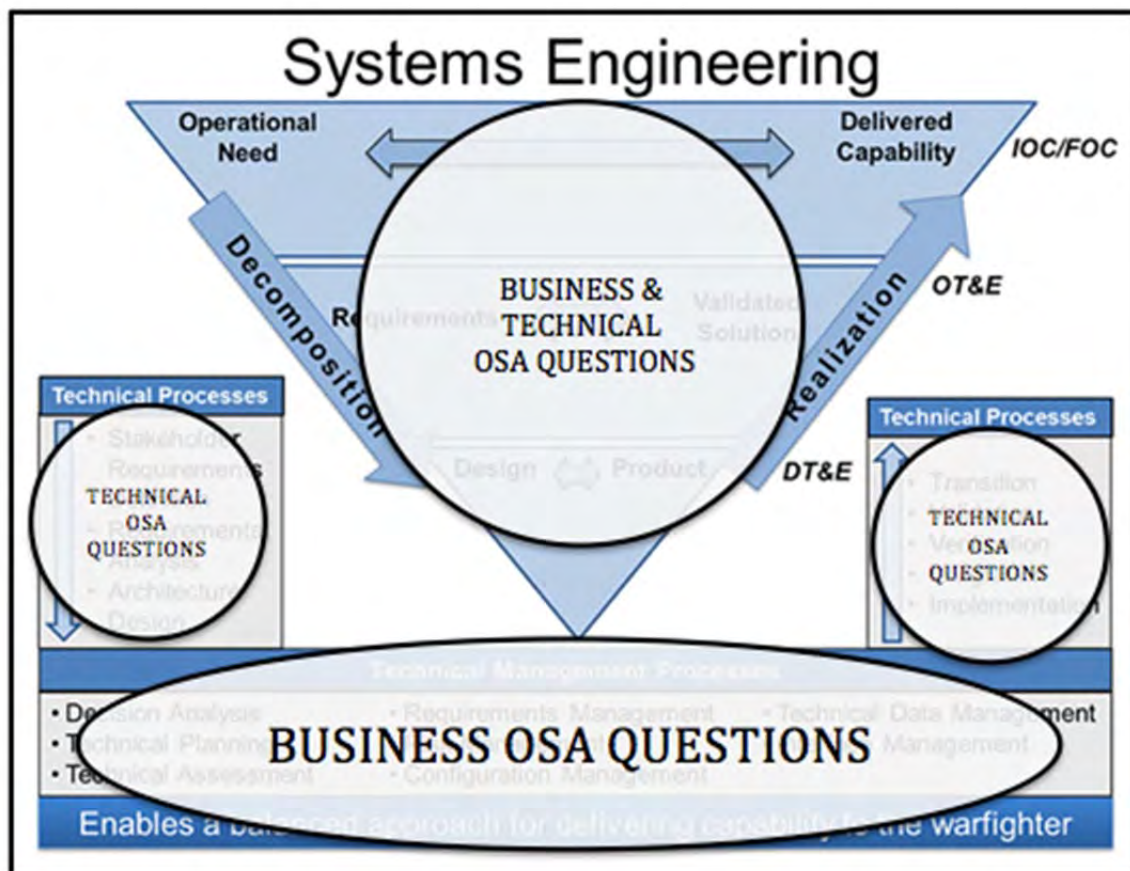 Systems Engineering
Operational
Need
Delivered
Capability
IOC/FOC
Decomposition
Realization
OT&E
Requirements
Validated
Solution
BUSINESS &
TECHNICAL
OSA QUESTIONS
Design
Product
DT&E
Technical Processes
• Stakeholder
Requirements
• Requirements
Analysis
• Architecture
Design
TECHNICAL
OSA
QUESTIONS
Technical Processes
• Transition
• Verification
• Implementation
TECHNICAL
OSA
QUESTIONS
Technical Management Processes
• Decision Analysis
• Requirements Management
• Technical Data Management
• Technical Planning
Management
• Technical Assessment
• Configuration Management
BUSINESS OSA QUESTIONS
Enables a balanced approach for delivering capability to the warfighter